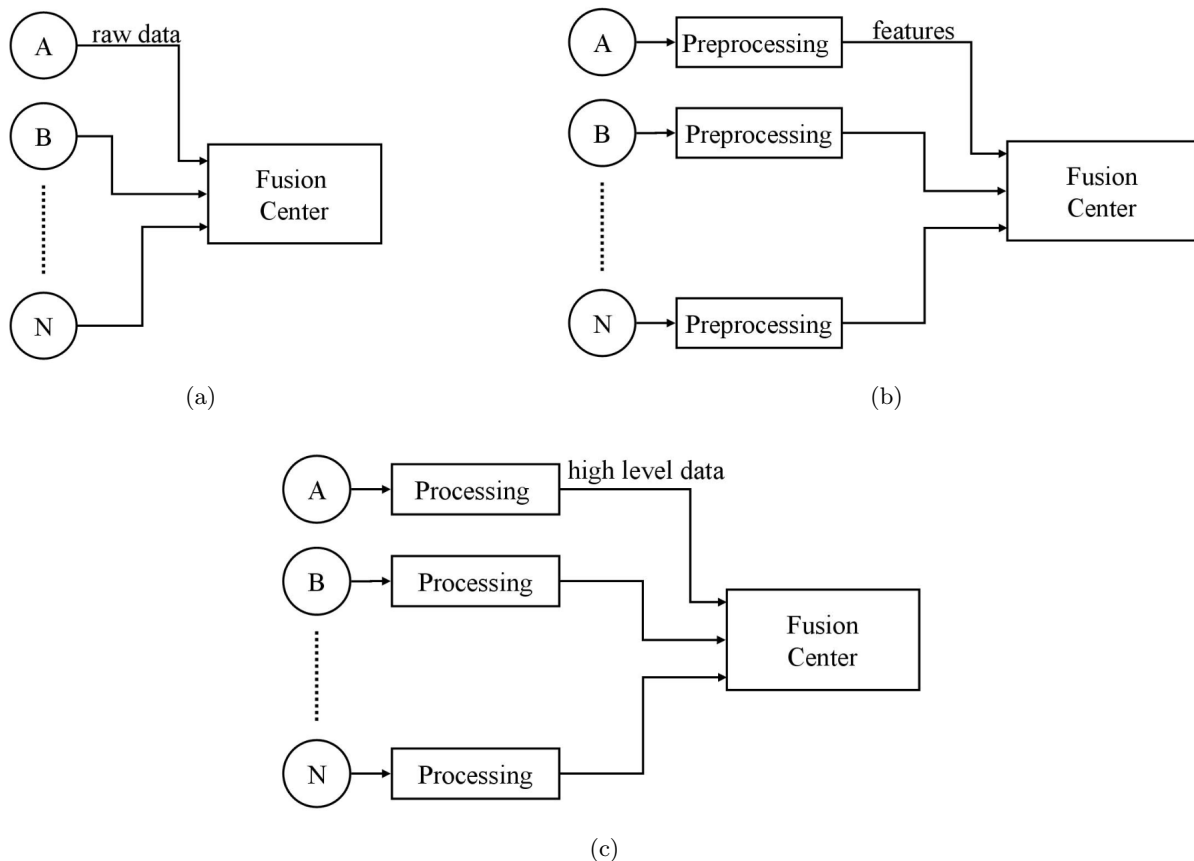 A
raw data
B
Fusion
Center
N
(a)
A
Preprocessing
features
B
Preprocessing
Fusion
Center
N
Preprocessing
(b)
A
Processing
high level data
B
Processing
Fusion
Center
N
Processing
(c)